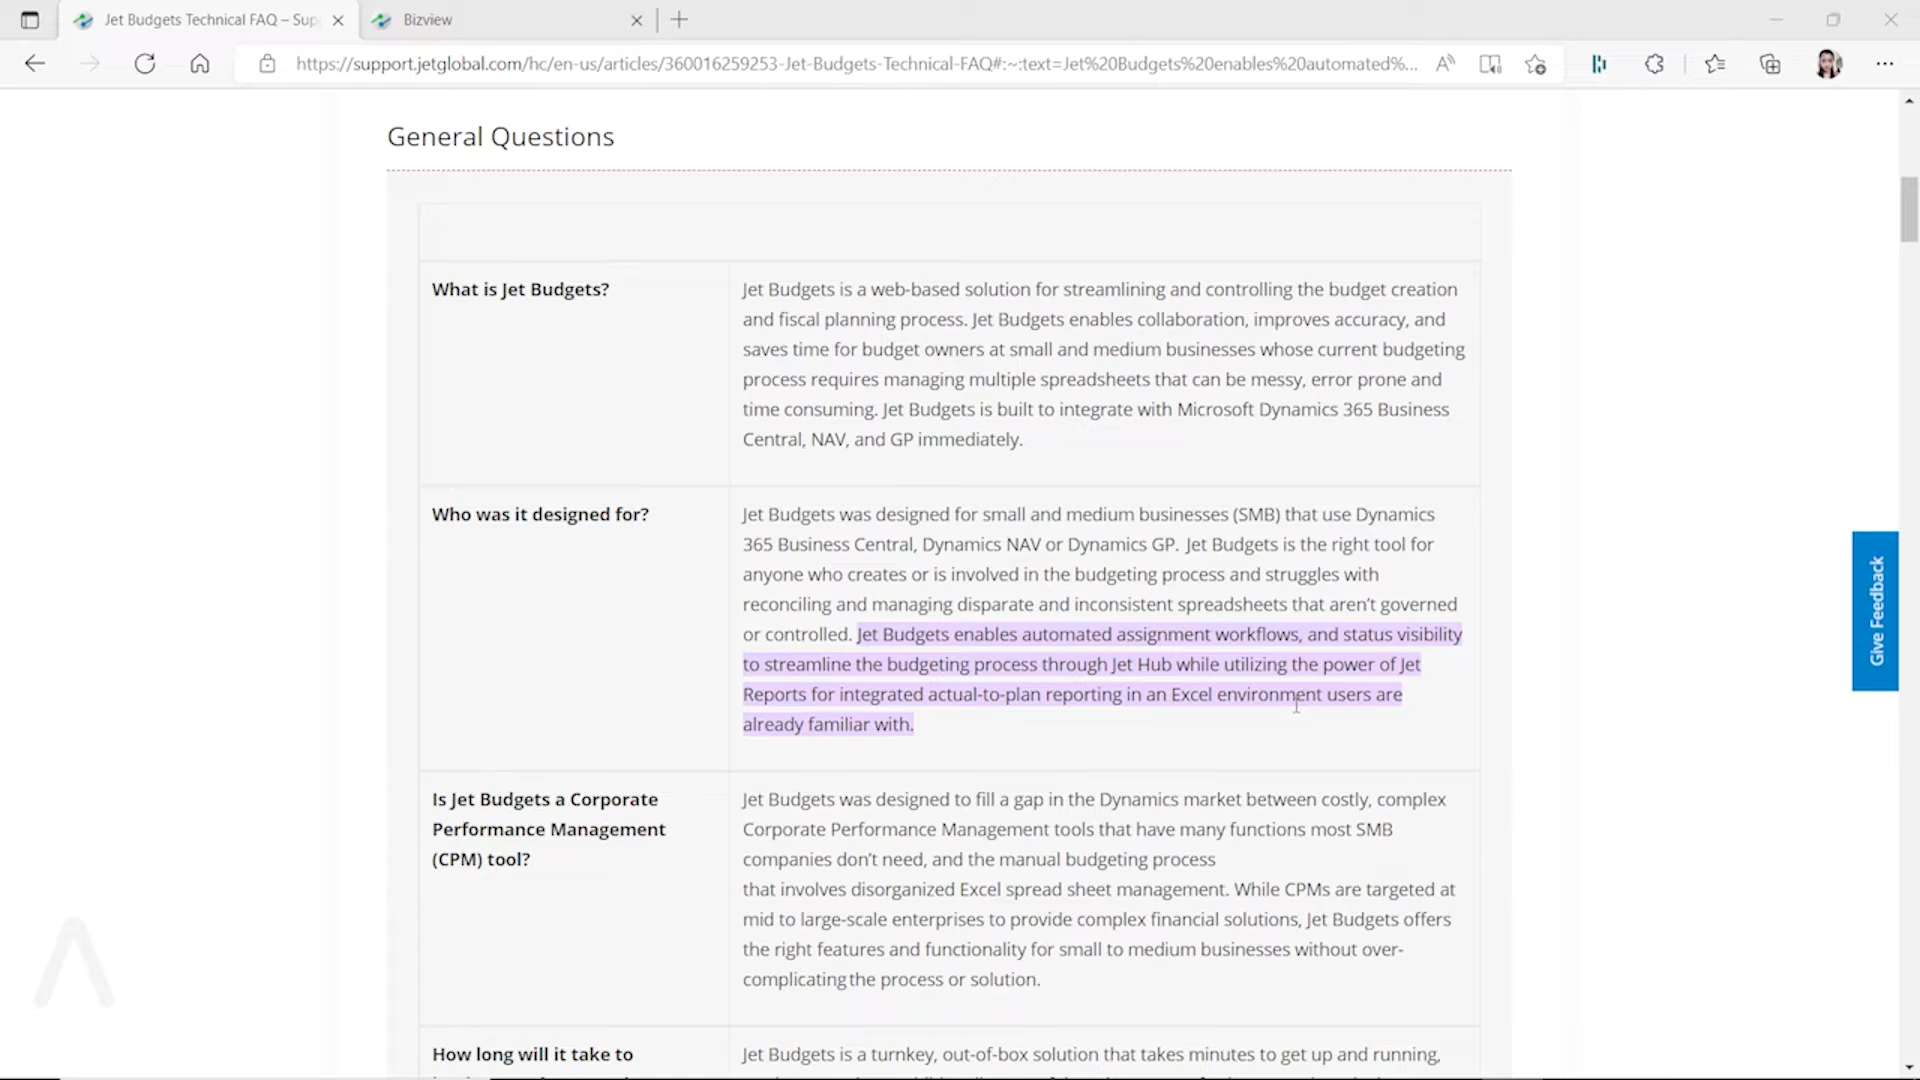 Jet Budgets Technical FAQ – Sup
Bizview
https://support.jetglobal.com/hc/en-us/articles/360016259253-Jet-Budgets-Technical-FAQ#:~:text=Jet%20Budgets%20enables%20automated%...
General Questions
What is Jet Budgets?
Jet Budgets is a web-based solution for streamlining and controlling the budget creation
and fiscal planning process. Jet Budgets enables collaboration, improves accuracy, and
saves time for budget owners at small and medium businesses whose current budgeting
process requires managing multiple spreadsheets that can be messy, error prone and
time consuming. Jet Budgets is built to integrate with Microsoft Dynamics 365 Business
Central, NAV, and GP immediately.
Who was it designed for?
Jet Budgets was designed for small and medium businesses (SMB) that use Dynamics
365 Business Central, Dynamics NAV or Dynamics GP. Jet Budgets is the right tool for
anyone who creates or is involved in the budgeting process and struggles with
reconciling and managing disparate and inconsistent spreadsheets that aren’t governed
or controlled. Jet Budgets enables automated assignment workflows, and status visibility
to streamline the budgeting process through Jet Hub while utilizing the power of Jet
Reports for integrated actual-to-plan reporting in an Excel environment users are
already familiar with.
Is Jet Budgets a Corporate
Performance Management
(CPM) tool?
Jet Budgets was designed to fill a gap in the Dynamics market between costly, complex
Corporate Performance Management tools that have many functions most SMB
companies don’t need, and the manual budgeting process
that involves disorganized Excel spread sheet management. While CPMs are targeted at
mid to large-scale enterprises to provide complex financial solutions, Jet Budgets offers
the right features and functionality for small to medium businesses without over-
complicating the process or solution.
How long will it take to
Jet Budgets is a turnkey, out-of-box solution that takes minutes to get up and running,
Give Feedback